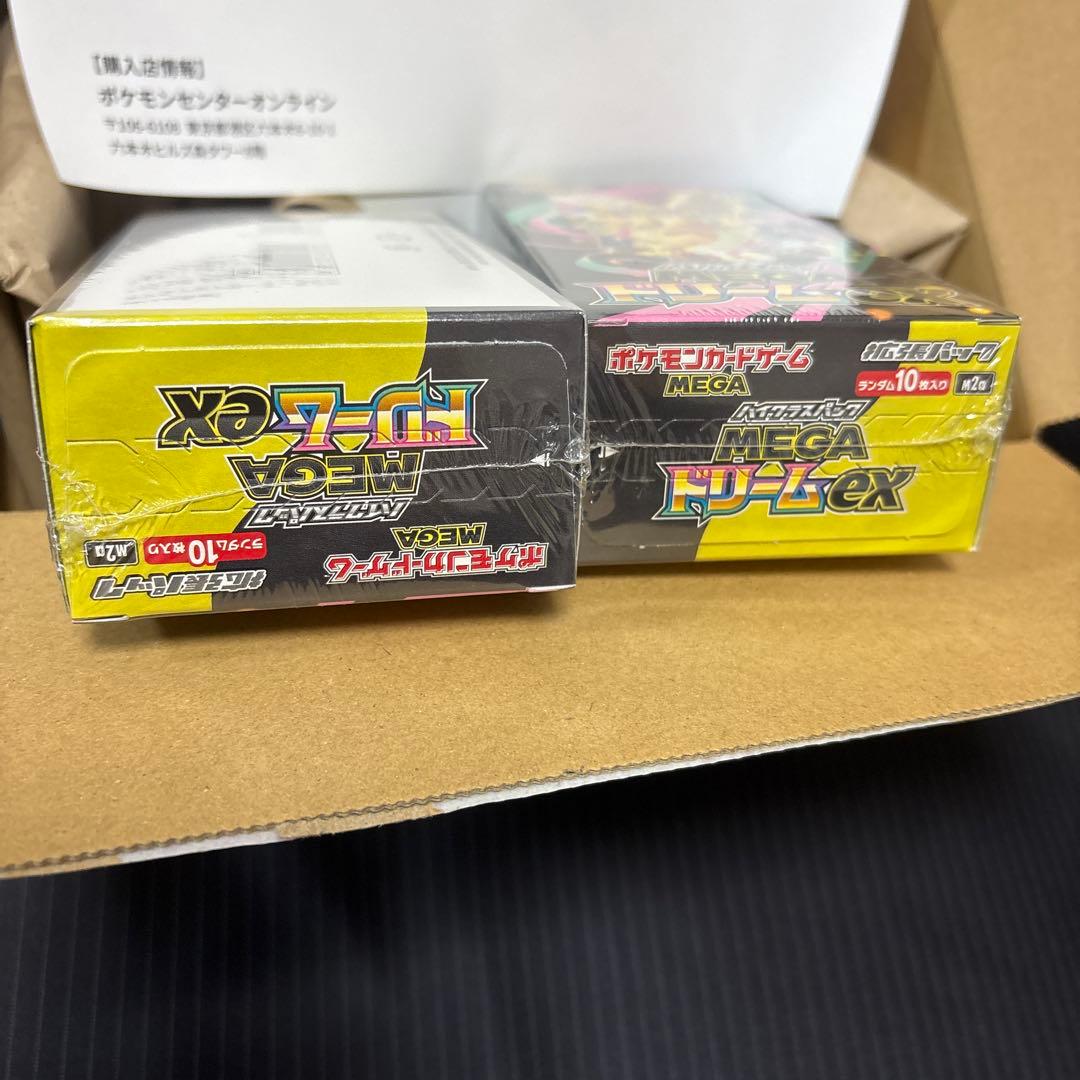 【購入店情報】
ポケモンセンターオンライン
ドリームex
MEGA
ハイクラスパック
ポケモンカードゲーム
MEGA
ランダム10枚入り
M2a
拡張パック
ポケモンカードゲーム
MEGA
拡張パック
ランダム10枚入り
M2a
ハイクラスパック
MEGA
ドリームex